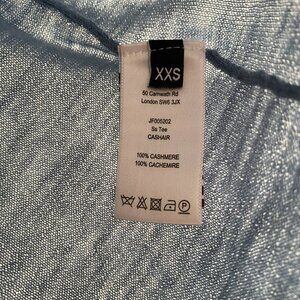 XXS
50 Carnwath Rd
London SW6 3JX
JF005202
Ss Tee
CASHAIR
100% CASHMERE
100% CACHEMIRE
P